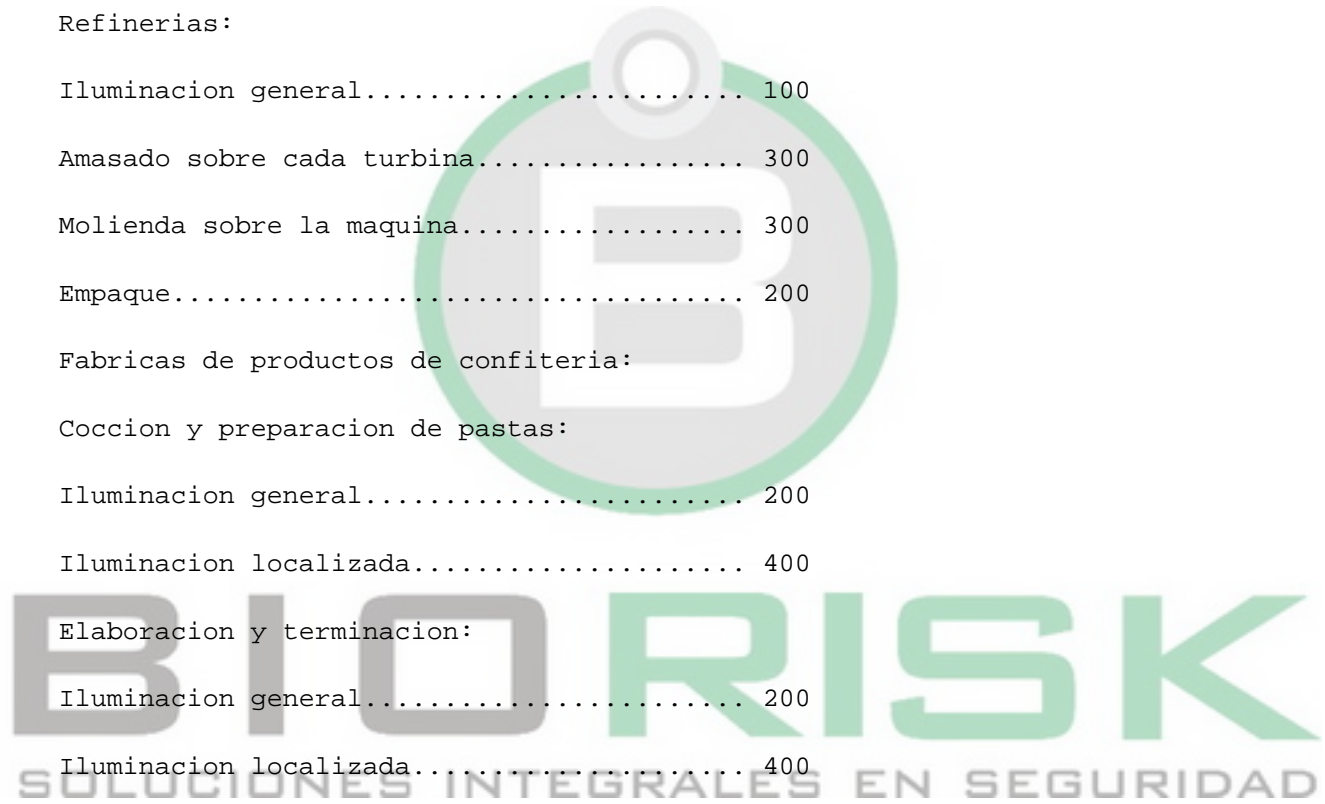 Refinerias:
Iluminacion general........................ 100
Amasado sobre cada turbina................. 300
Molienda sobre la maquina.................. 300
Empaque.................................... 200
Fabricas de productos de confiteria:
Coccion y preparacion de pastas:
Iluminacion general........................ 200
Iluminacion localizada..................... 400
Elaboracion y terminacion:
Iluminacion general........................ 200
Iluminacion localizada..................... 400
B
BIORISK
SOLUCIONES INTEGRALES EN SEGURIDAD